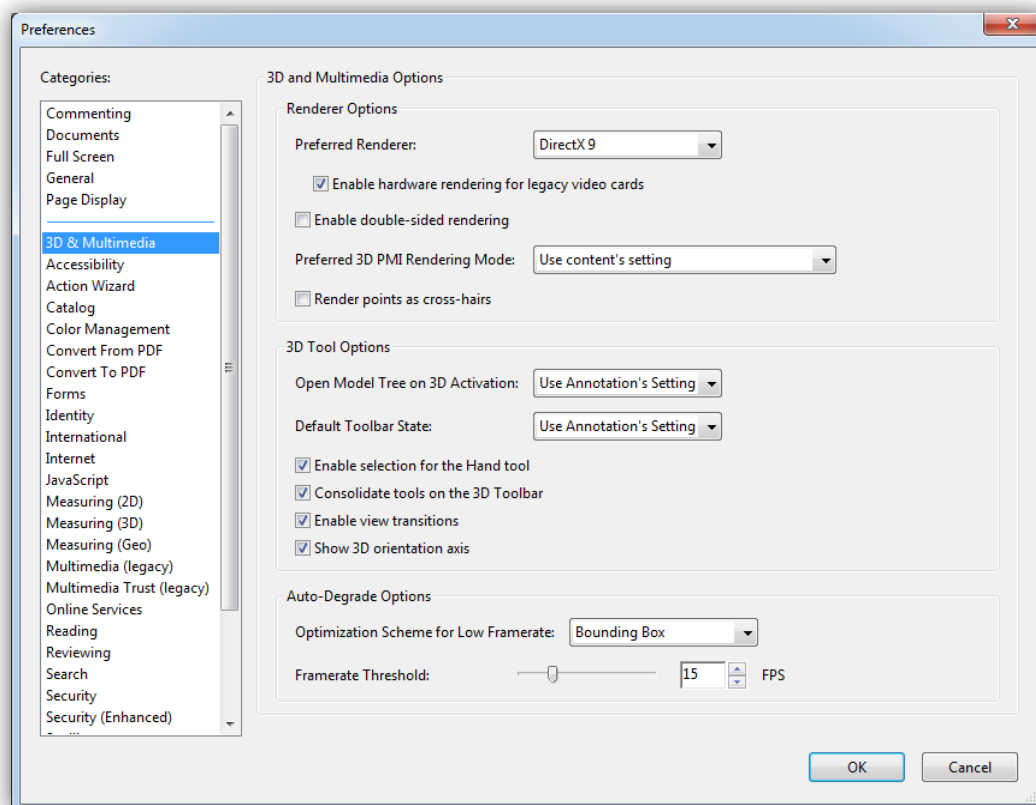 Preferences
Categories:
Commenting
Documents
Full Screen
General
Page Display
3D & Multimedia
Accessibility
Action Wizard
Catalog
Color Management
Convert From PDF
Convert To PDF
Forms
Identity
International
Internet
JavaScript
Measuring (2D)
Measuring (3D)
Measuring (Geo)
Multimedia (legacy)
Multimedia Trust (legacy)
Online Services
Reading
Reviewing
Search
Security
Security (Enhanced)
3D and Multimedia Options
Renderer Options
Preferred Renderer: DirectX 9
Enable hardware rendering for legacy video cards
Enable double-sided rendering
Preferred 3D PMI Rendering Mode: Use content's setting
Render points as cross-hairs
3D Tool Options
Open Model Tree on 3D Activation: Use Annotation's Setting
Default Toolbar State: Use Annotation's Setting
Enable selection for the Hand tool
Consolidate tools on the 3D Toolbar
Enable view transitions
Show 3D orientation axis
Auto-Degrade Options
Optimization Scheme for Low Framerate: Bounding Box
Framerate Threshold: 15 FPS
OK Cancel